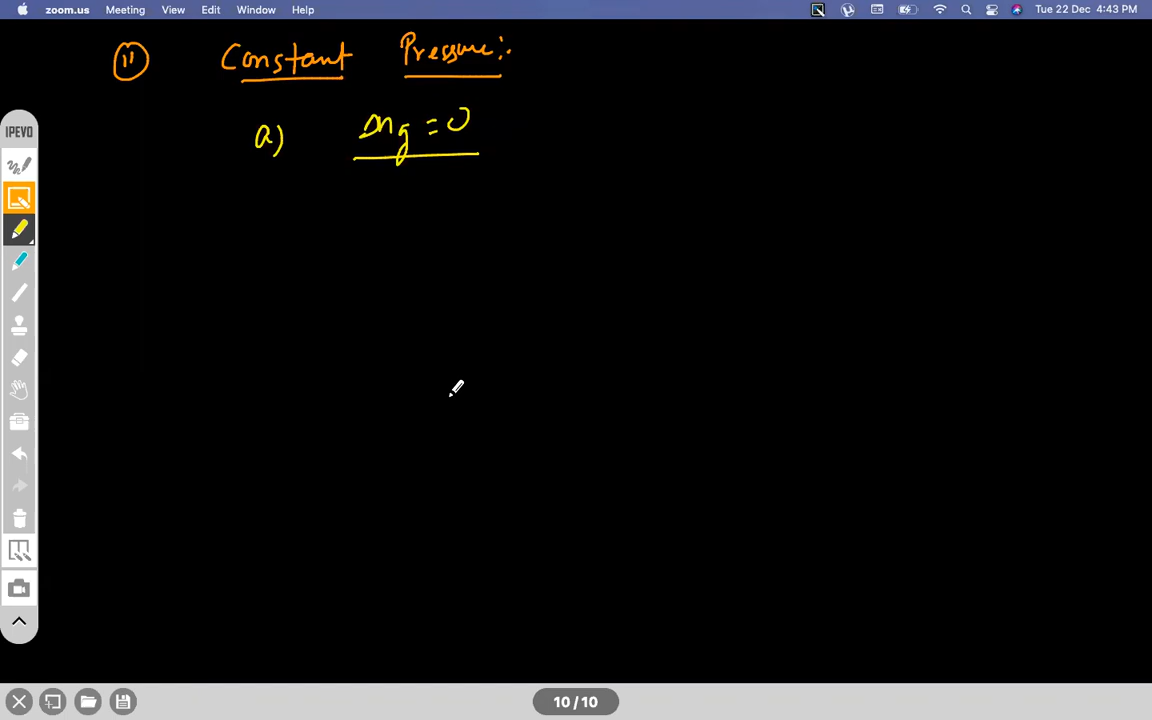 zoom.us Meeting View Edit Window Help Tue 22 Dec 4:43 PM
(ii) Constant Pressure:
a) Δng = 0
IPEVO
10/10